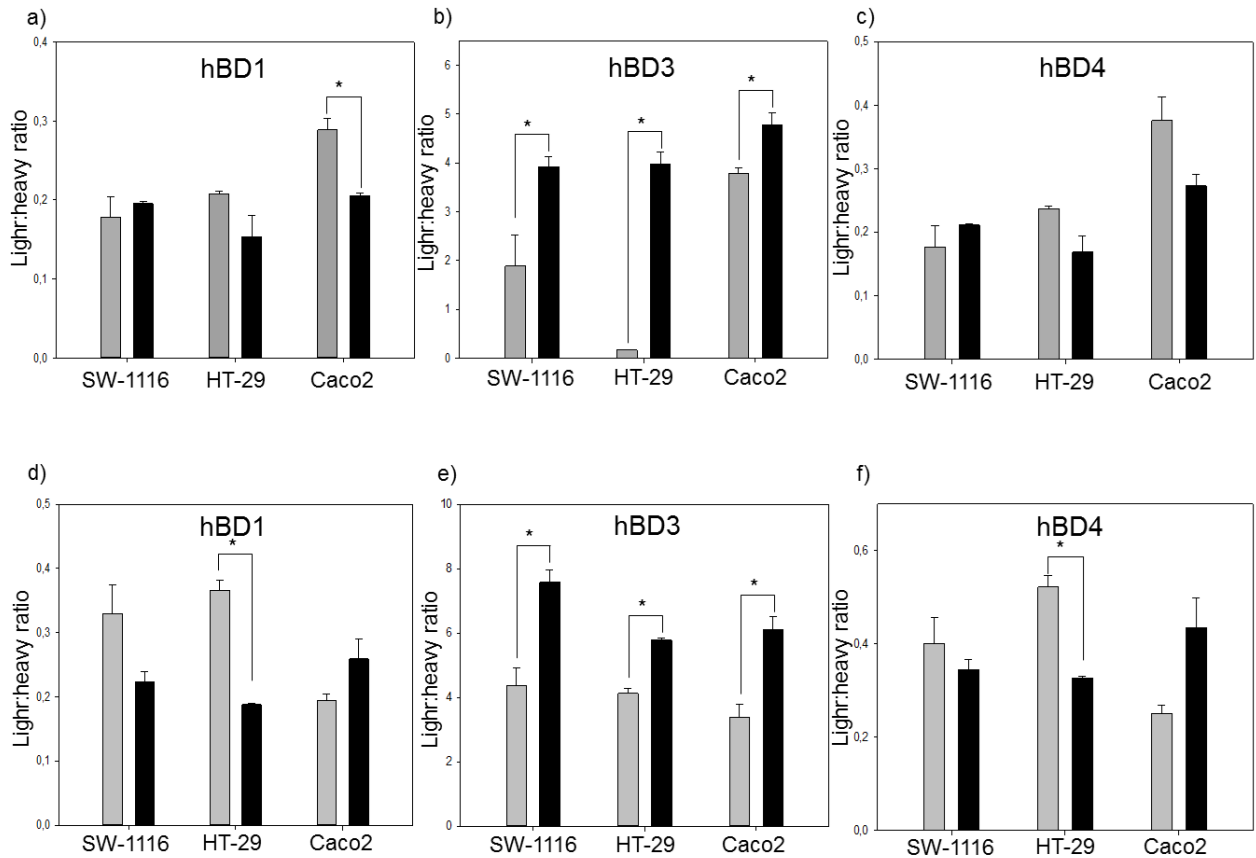 a)
hBD1
0,4
0,3
0,2
0,1
0,0
Lighr:heavy ratio
*
SW-1116 HT-29 Caco2
b)
hBD3
6
5
4
3
2
1
0
Lighr:heavy ratio
* * *
SW-1116 HT-29 Caco2
c)
hBD4
0,5
0,4
0,3
0,2
0,1
0,0
Lighr:heavy ratio
SW-1116 HT-29 Caco2
d)
hBD1
0,5
0,4
0,3
0,2
0,1
0,0
Lighr:heavy ratio
*
SW-1116 HT-29 Caco2
e)
hBD3
10
8
6
4
2
0
Lighr:heavy ratio
* * *
SW-1116 HT-29 Caco2
f)
hBD4
0,6
0,4
0,2
0,0
Lighr:heavy ratio
*
SW-1116 HT-29 Caco2